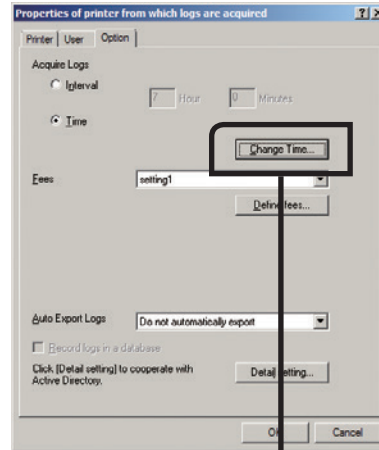 Properties of printer from which logs are acquired
Printer User Option
Acquire Logs
Interval
7 Hour 0 Minutes
Time
Change Time...
Fees setting1
Define fees...
Auto Export Logs Do not automatically export
Record logs in a database
Click [Detail setting] to cooperate with
Active Directory.
Detail setting...
OK Cancel